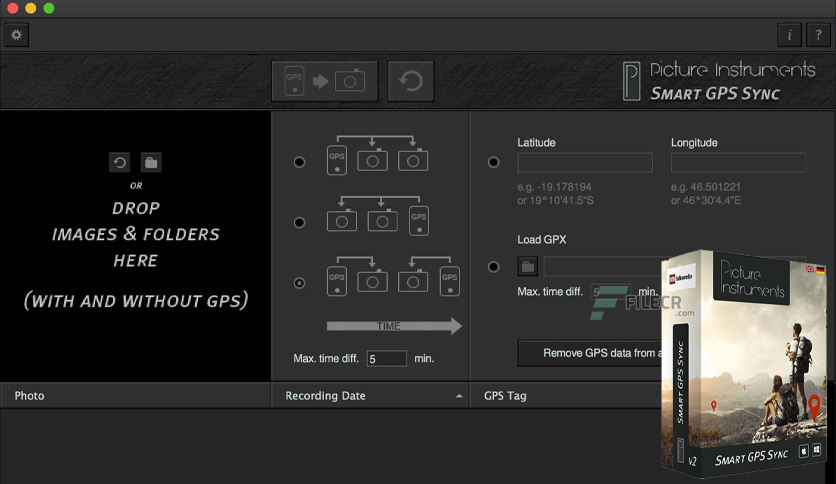 i ?
GPS
Picture Instruments
SMART GPS SYNC
OR
DROP
IMAGES & FOLDERS
HERE
(WITH AND WITHOUT GPS)
GPS
GPS
GPS GPS
TIME
Max. time diff. 5 min.
Latitude Longitude
e.g. -19.178194 e.g. 46.501221
or 19°10'41.5"S or 46°30'4.4"E
Load GPX
Max. time diff. 5 min.
FILECR
.com
Remove GPS data from a
Photo Recording Date GPS Tag
Picture
Instruments
SMART GPS SYNC
V2
SMART GPS SYNC